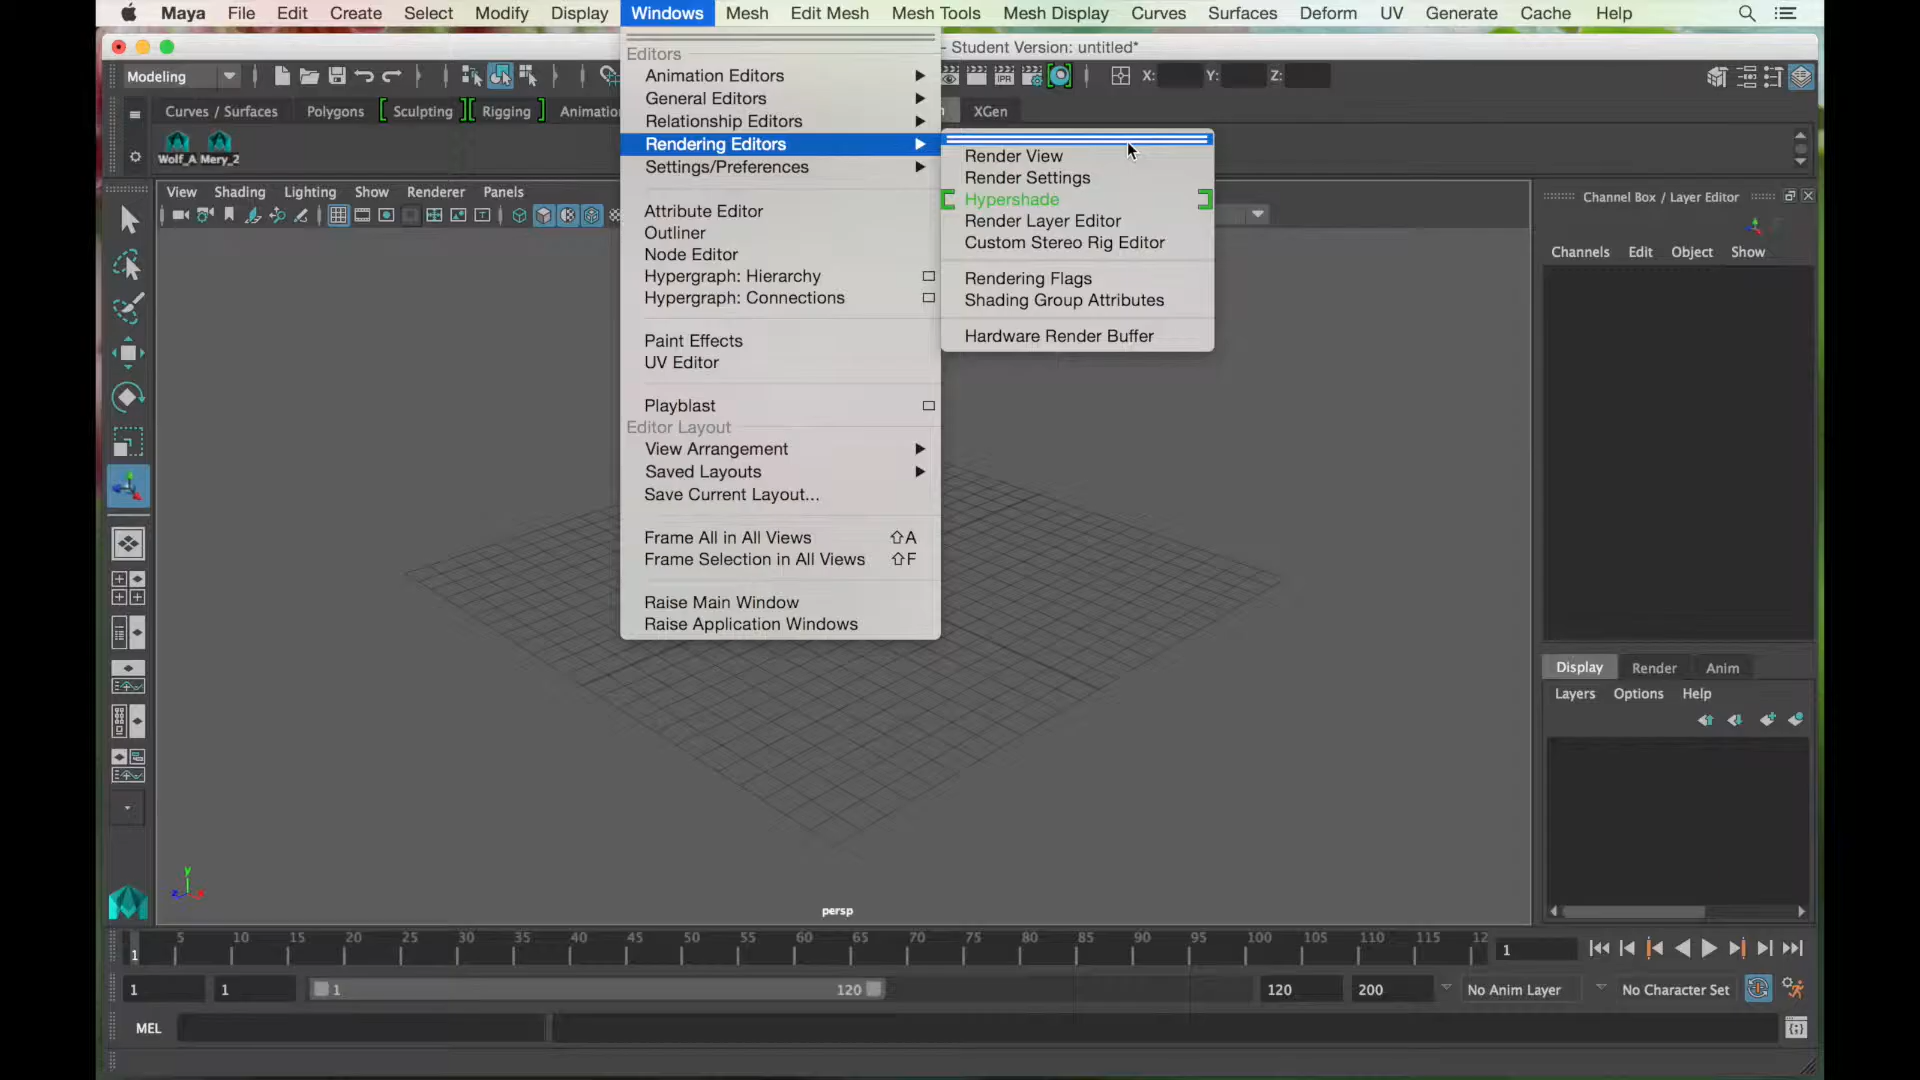 Maya File Edit Create Select Modify Display Windows Mesh Edit Mesh Mesh Tools Mesh Display Curves Surfaces Deform UV Generate Cache Help
- Student Version: untitled*
Modeling IPR X: Y: Z:
Curves / Surfaces Polygons Sculpting Rigging Animation XGen
Wolf_A Mery_2
View Shading Lighting Show Renderer Panels
Editors
Animation Editors
General Editors
Relationship Editors
Rendering Editors
Settings/Preferences
Attribute Editor
Outliner
Node Editor
Hypergraph: Hierarchy
Hypergraph: Connections
Paint Effects
UV Editor
Playblast
Editor Layout
View Arrangement
Saved Layouts
Save Current Layout...
Frame All in All Views ⇧A
Frame Selection in All Views ⇧F
Raise Main Window
Raise Application Windows
Render View
Render Settings
Hypershade
Render Layer Editor
Custom Stereo Rig Editor
Rendering Flags
Shading Group Attributes
Hardware Render Buffer
Channel Box / Layer Editor
Channels Edit Object Show
Display Render Anim
Layers Options Help
y
z x
persp
1 5 10 15 20 25 30 35 40 45 50 55 60 65 70 75 80 85 90 95 100 105 110 115 12 1
1 1 1 120 120 200 No Anim Layer No Character Set
MEL